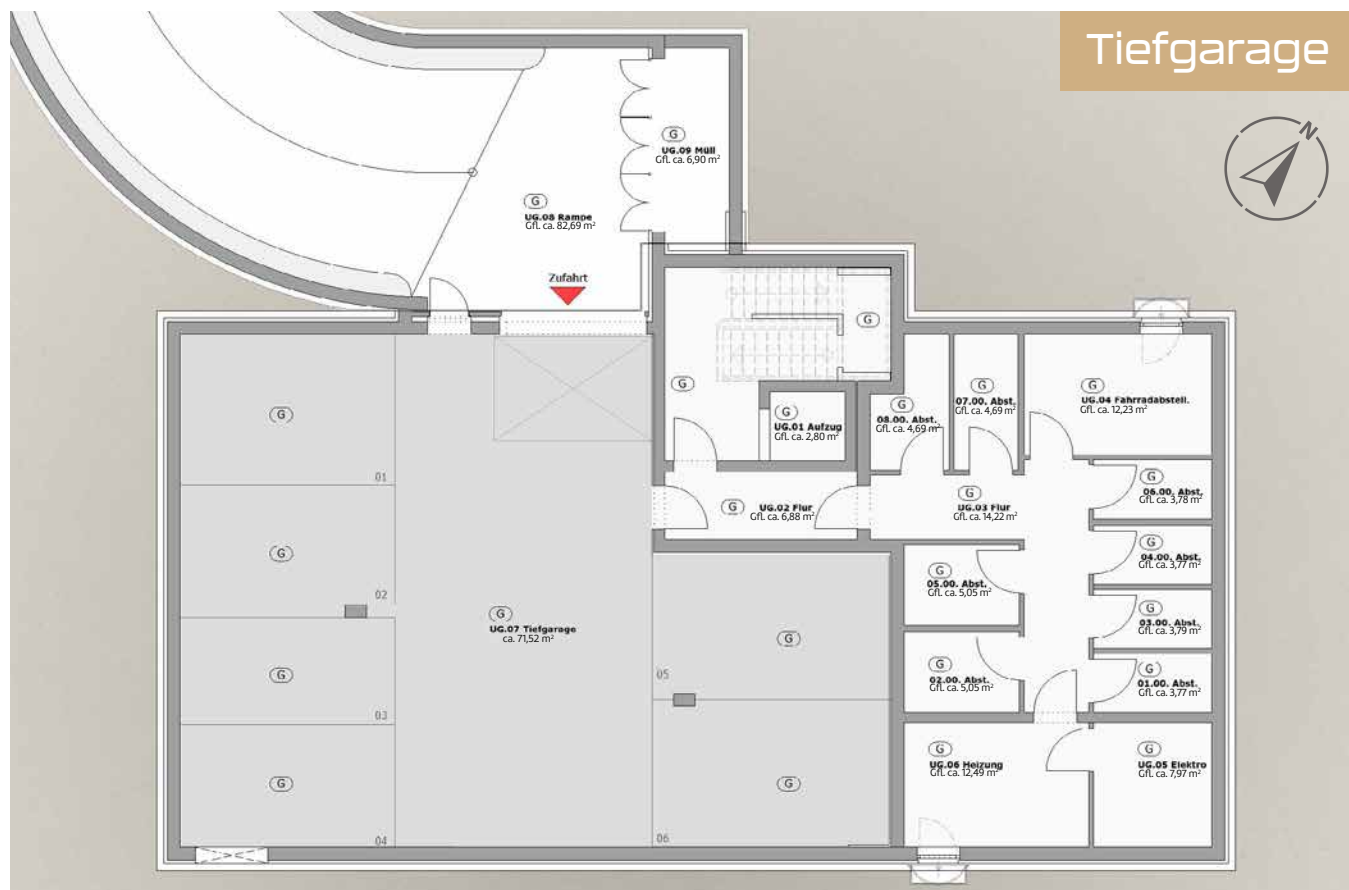 Tiefgarage
N
G
UG.09 Müll
Gfl. ca. 6,90 m²
G
UG.08 Rampe
Gfl. ca. 82,69 m²
Zufahrt
G
G
G
UG.01 Aufzug
Gfl. ca. 2,80 m²
G
08.00. Abst.
Gfl. ca. 4,69 m²
G
07.00. Abst.
Gfl. ca. 4,69 m²
G
UG.04 Fahrradabstell.
Gfl. ca. 12,23 m²
G
01
G
02
G
03
G
04
G
UG.07 Tiefgarage
ca. 71,52 m²
G
UG.02 Flur
Gfl. ca. 6,88 m²
G
UG.03 Flur
Gfl. ca. 14,22 m²
G
06.00. Abst.
Gfl. ca. 3,78 m²
G
04.00. Abst.
Gfl. ca. 3,77 m²
G
03.00. Abst.
Gfl. ca. 3,79 m²
G
01.00. Abst.
Gfl. ca. 3,77 m²
G
05.00. Abst.
Gfl. ca. 5,05 m²
G
02.00. Abst.
Gfl. ca. 5,05 m²
G
05
G
06
G
UG.06 Heizung
Gfl. ca. 12,49 m²
G
UG.05 Elektro
Gfl. ca. 7,97 m²